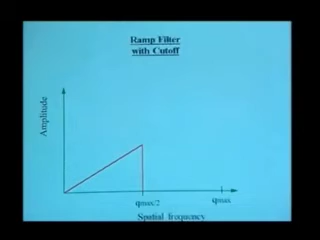 Ramp Filter
with Cutoff
Amplitude
qmax/2
qmax
Spatial frequency